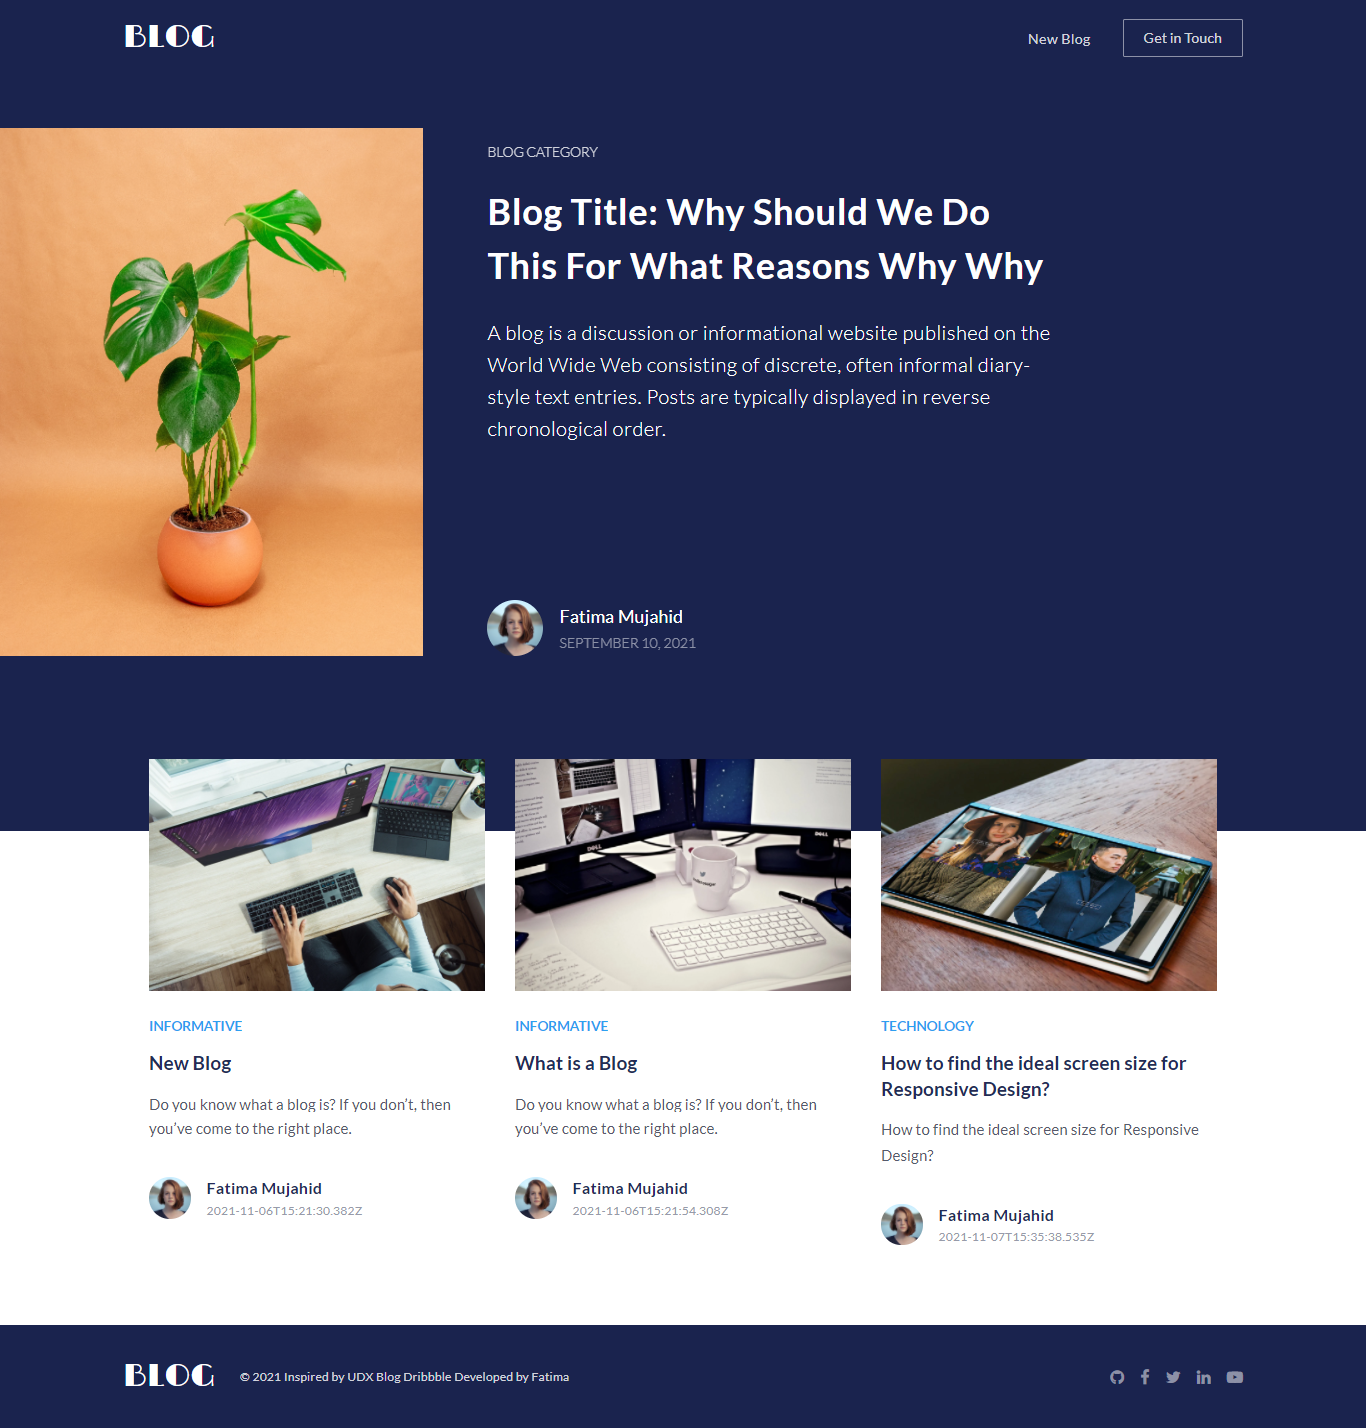 BLOG
New Blog
Get in Touch
BLOG CATEGORY
Blog Title: Why Should We Do
This For What Reasons Why Why
A blog is a discussion or informational website published on the
World Wide Web consisting of discrete, often informal diary-
style text entries. Posts are typically displayed in reverse
chronological order.
Fatima Mujahid
SEPTEMBER 10, 2021
DELL
DELL
INFORMATIVE
New Blog
Do you know what a blog is? If you don’t, then
you’ve come to the right place.
Fatima Mujahid
2021-11-06T15:21:30.382Z
INFORMATIVE
What is a Blog
Do you know what a blog is? If you don’t, then
you’ve come to the right place.
Fatima Mujahid
2021-11-06T15:21:54.308Z
TECHNOLOGY
How to find the ideal screen size for
Responsive Design?
How to find the ideal screen size for Responsive
Design?
Fatima Mujahid
2021-11-07T15:35:38.535Z
BLOG
© 2021 Inspired by UDX Blog Dribbble Developed by Fatima